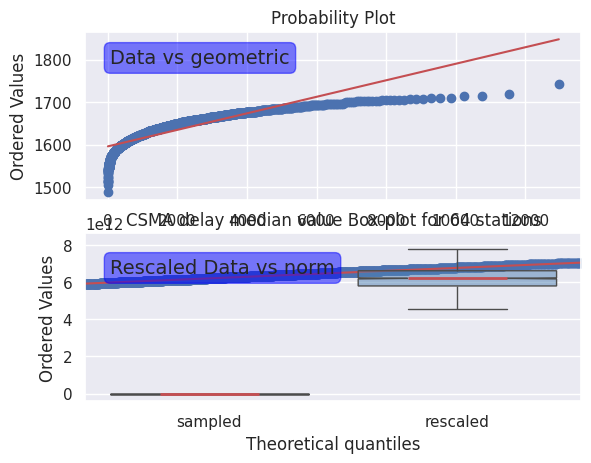 Probability Plot
Data vs geometric
Ordered Values
1800
1700
1600
1500
0 2000 4000 6000 8000 10000 12000
1e12
CSMA delay median value Box-plot for 64 stations
Rescaled Data vs norm
Ordered Values
8
6
4
2
0
sampled rescaled
Theoretical quantiles